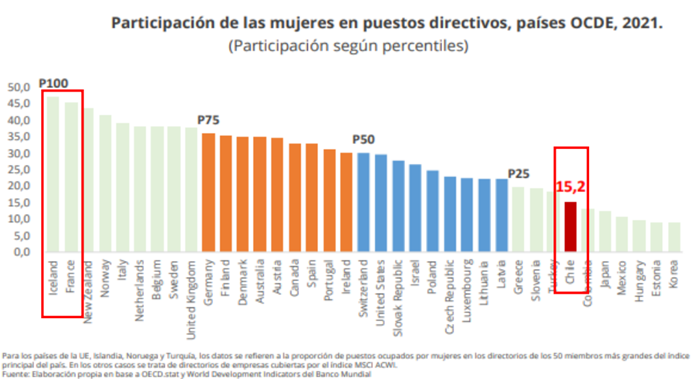 Participación de las mujeres en puestos directivos, países OCDE, 2021.
(Participación según percentiles)
P100
50,0
45,0
40,0
35,0
30,0
25,0
20,0
15,0
10,0
5,0
0,0
P75
P50
P25
15,2
Iceland
France
New Zealand
Norway
Italy
Netherlands
Belgium
Sweden
United Kingdom
Germany
Finland
Denmark
Australia
Austia
Canada
Spain
Portugal
Ireland
Switzerland
United States
Slovak Republic
Israel
Poland
Czech Republic
Luxembourg
Lithuania
Latvia
Greece
Slovenia
Turkey
Chile
Colombia
Japan
Mexico
Hungary
Estonia
Korea
Para los países de la UE, Islandia, Noruega y Turquía, los datos se refieren a la proporción de puestos ocupados por mujeres en los directorios de los 50 miembros más grandes del índice
principal del país. En los otros casos se trata de directorios de empresas cubiertas por el índice MSCI ACWI.
Fuente: Elaboración propia en base a OECD.stat y World Development Indicators del Banco Mundial